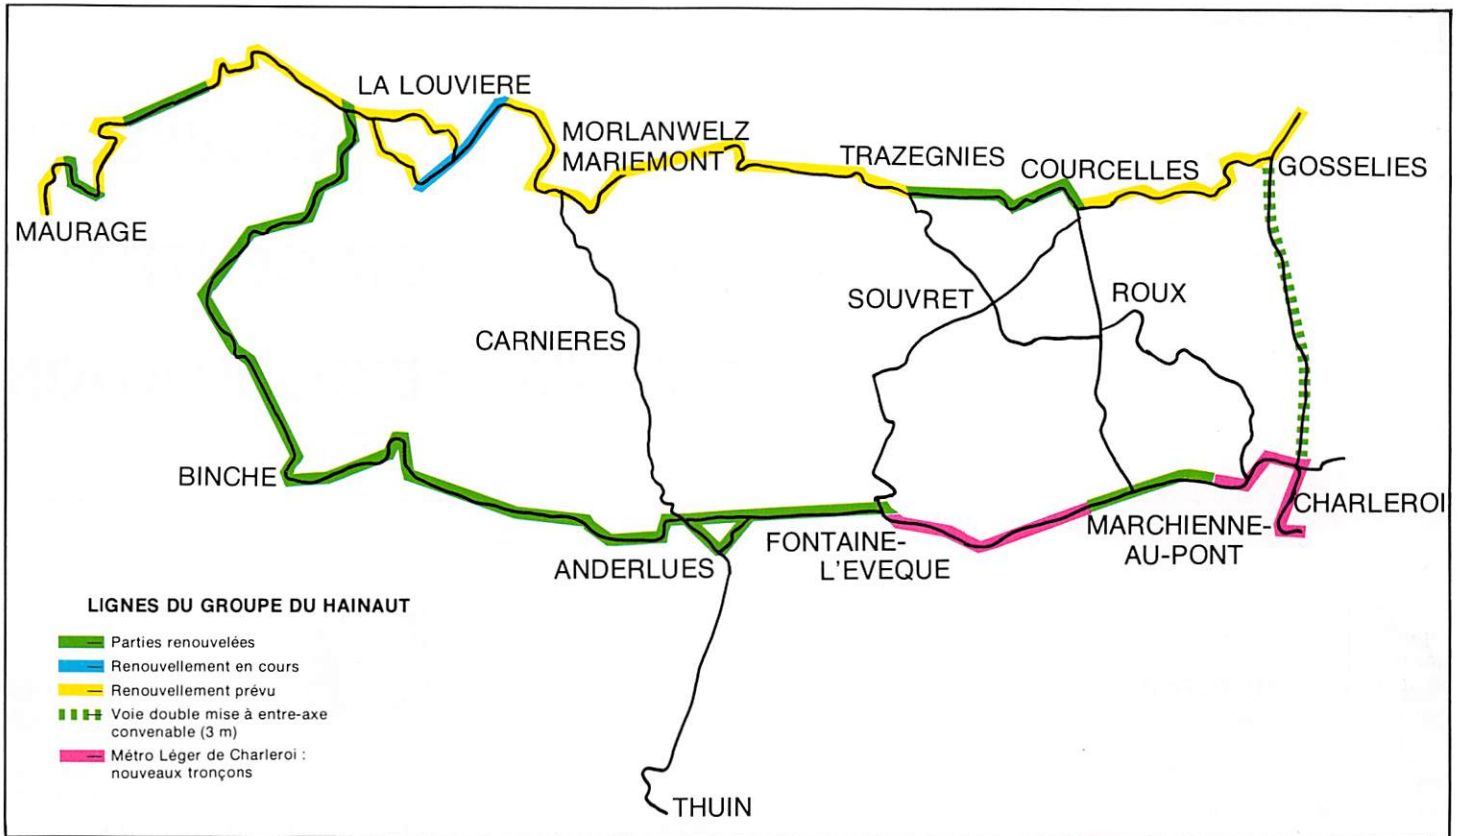 LA LOUVIERE
MORLANWELZ
MARIEMONT
TRAZEGNIES
COURCELLES
GOSSELIES
MAURAGE
SOUVRET
ROUX
CARNIERES
BINCHE
CHARLEROI
MARCHIENNE-
AU-PONT
FONTAINE-
L'EVEQUE
ANDERLUES
THUIN
LIGNES DU GROUPE DU HAINAUT
Parties renouvelées
Renouvellement en cours
Renouvellement prévu
Voie double mise à entre-axe
convenable (3 m)
Métro Léger de Charleroi :
nouveaux tronçons